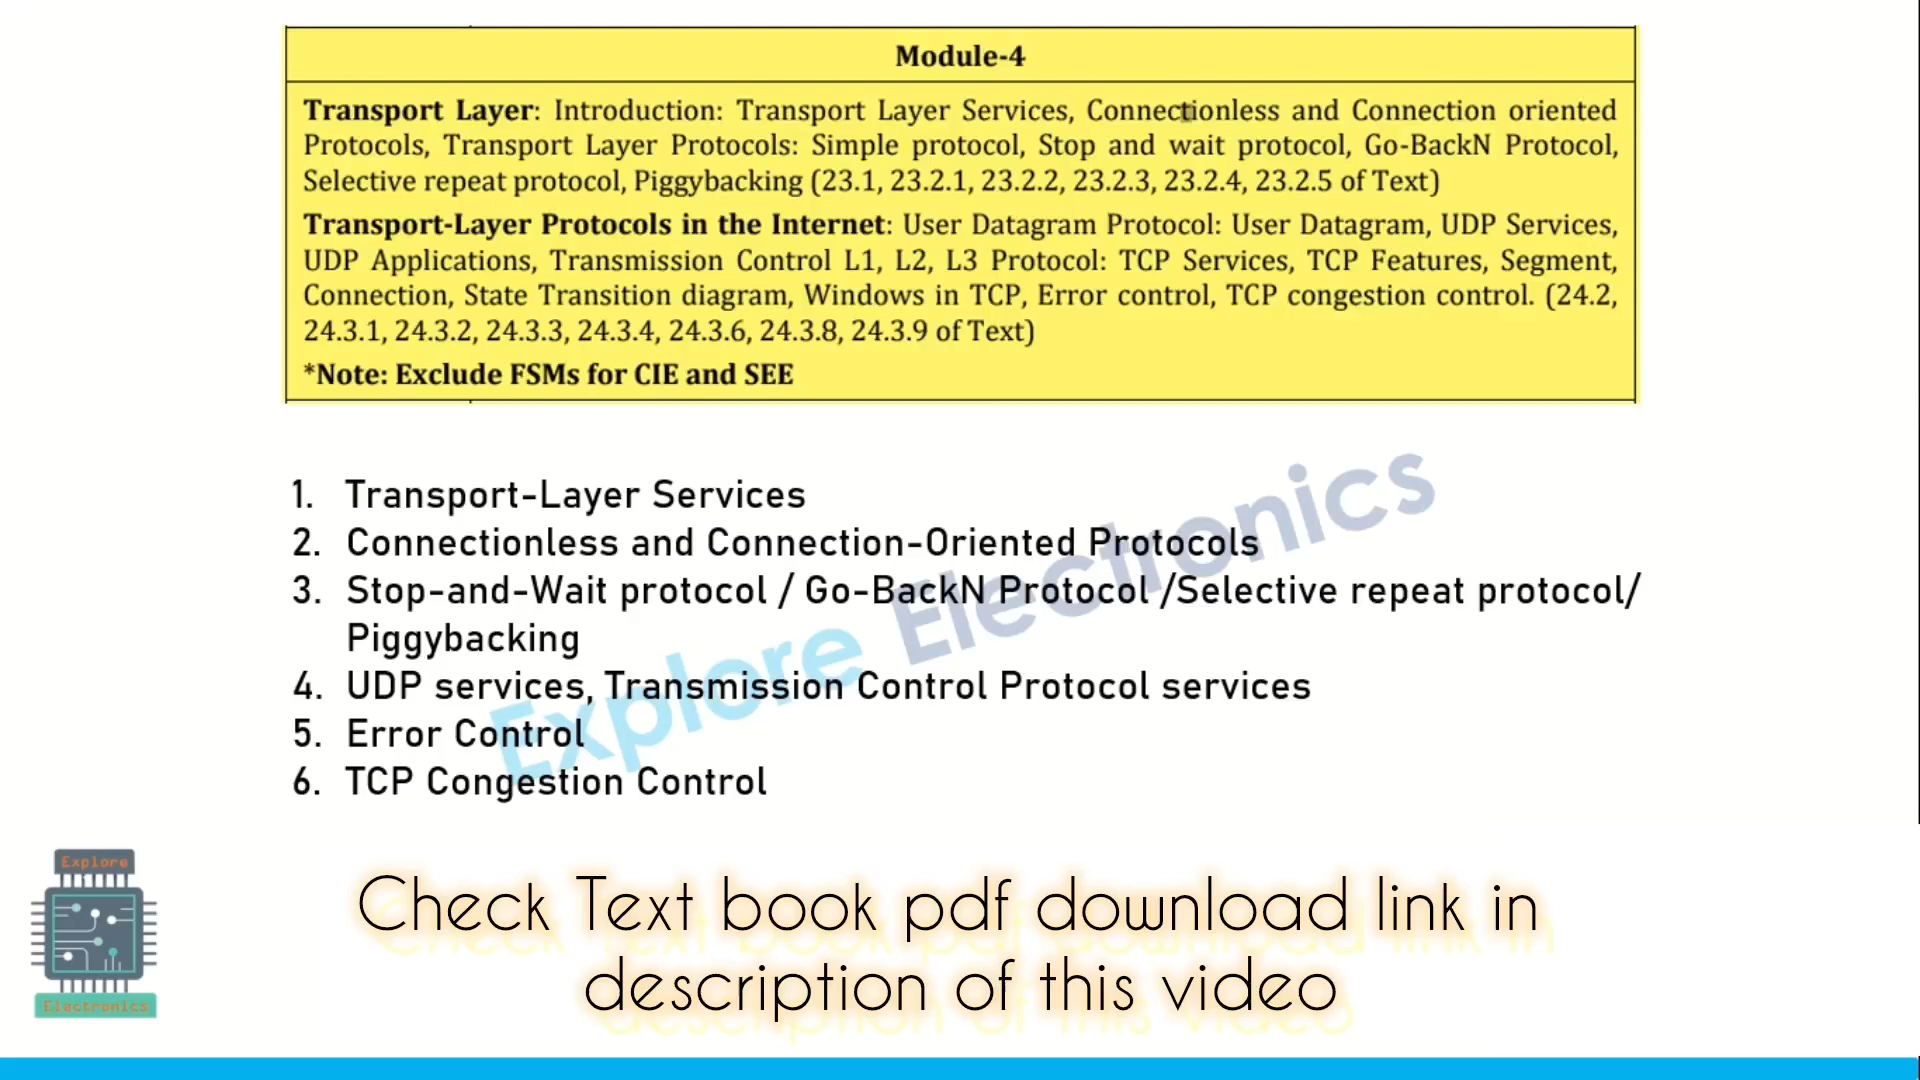 Module-4
Transport Layer: Introduction: Transport Layer Services, Connectionless and Connection oriented
Protocols, Transport Layer Protocols: Simple protocol, Stop and wait protocol, Go-BackN Protocol,
Selective repeat protocol, Piggybacking (23.1, 23.2.1, 23.2.2, 23.2.3, 23.2.4, 23.2.5 of Text)
Transport-Layer Protocols in the Internet: User Datagram Protocol: User Datagram, UDP Services,
UDP Applications, Transmission Control L1, L2, L3 Protocol: TCP Services, TCP Features, Segment,
Connection, State Transition diagram, Windows in TCP, Error control, TCP congestion control. (24.2,
24.3.1, 24.3.2, 24.3.3, 24.3.4, 24.3.6, 24.3.8, 24.3.9 of Text)
*Note: Exclude FSMs for CIE and SEE
1. Transport-Layer Services
2. Connectionless and Connection-Oriented Protocols
3. Stop-and-Wait protocol / Go-BackN Protocol /Selective repeat protocol/
Piggybacking
4. UDP services, Transmission Control Protocol services
5. Error Control
6. TCP Congestion Control
Explore Electronics
Explore
Electronics
Check Text book pdf download link in
description of this video